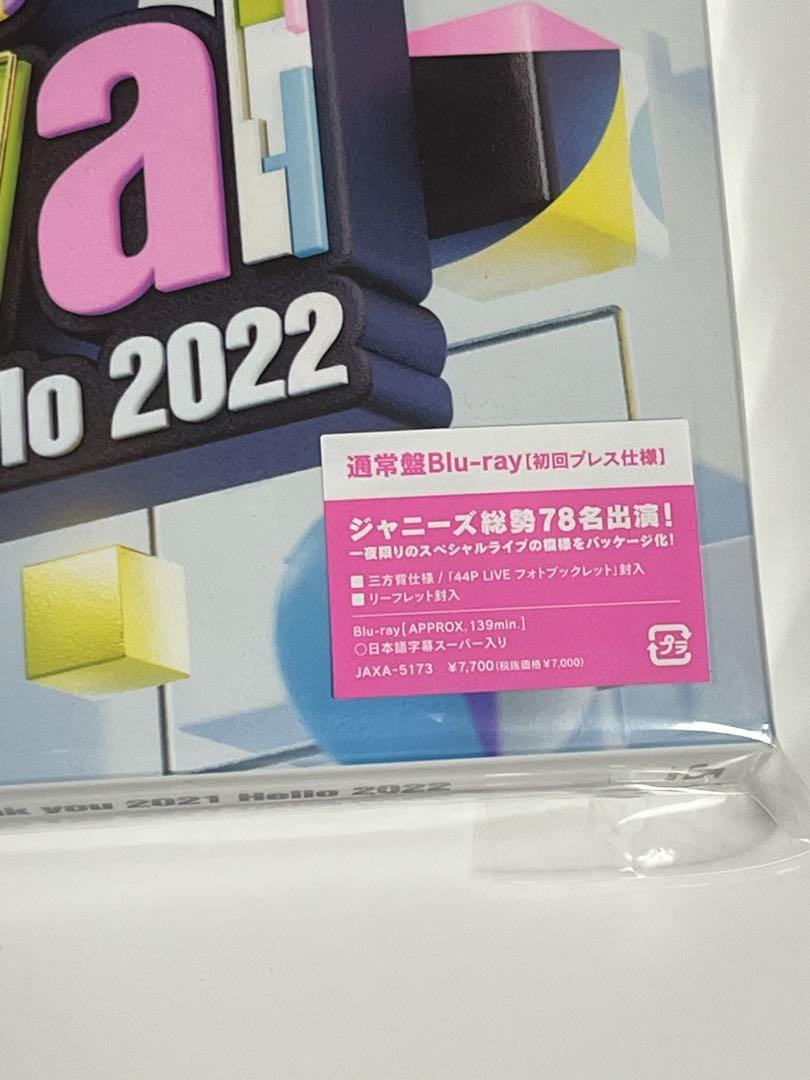 al
lo 2022
通常盤Blu-ray【初回プレス仕様】
ジャニーズ総勢78名出演!
一夜限りのスペシャルライブの模様をパッケージ化!
■ 三方背仕様 /「44P LIVE フォトブックレット」封入
■ リーフレット封入
Blu-ray[APPROX. 139min.]
○日本語字幕スーパー入り
JAXA-5173 ¥7,700(税抜価格 ¥7,000)
プラ
nk you 2021 Hello 2022